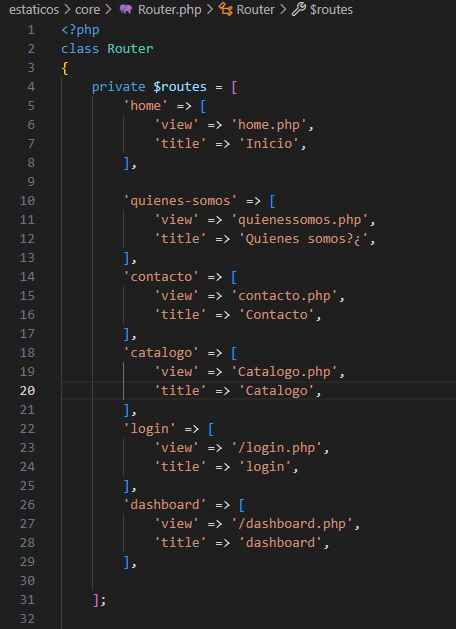 estaticos > core > Router.php > Router > $routes
1 <?php
2 class Router
3 {
4     private $routes = [
5         'home' => [
6             'view' => 'home.php',
7             'title' => 'Inicio',
8         ],
9
10         'quienes-somos' => [
11             'view' => 'quienessomos.php',
12             'title' => 'Quienes somos?¿',
13         ],
14         'contacto' => [
15             'view' => 'contacto.php',
16             'title' => 'Contacto',
17         ],
18         'catalogo' => [
19             'view' => 'Catalogo.php',
20             'title' => 'Catalogo',
21         ],
22         'login' => [
23             'view' => '/login.php',
24             'title' => 'login',
25         ],
26         'dashboard' => [
27             'view' => '/dashboard.php',
28             'title' => 'dashboard',
29         ],
30
31     ];
32